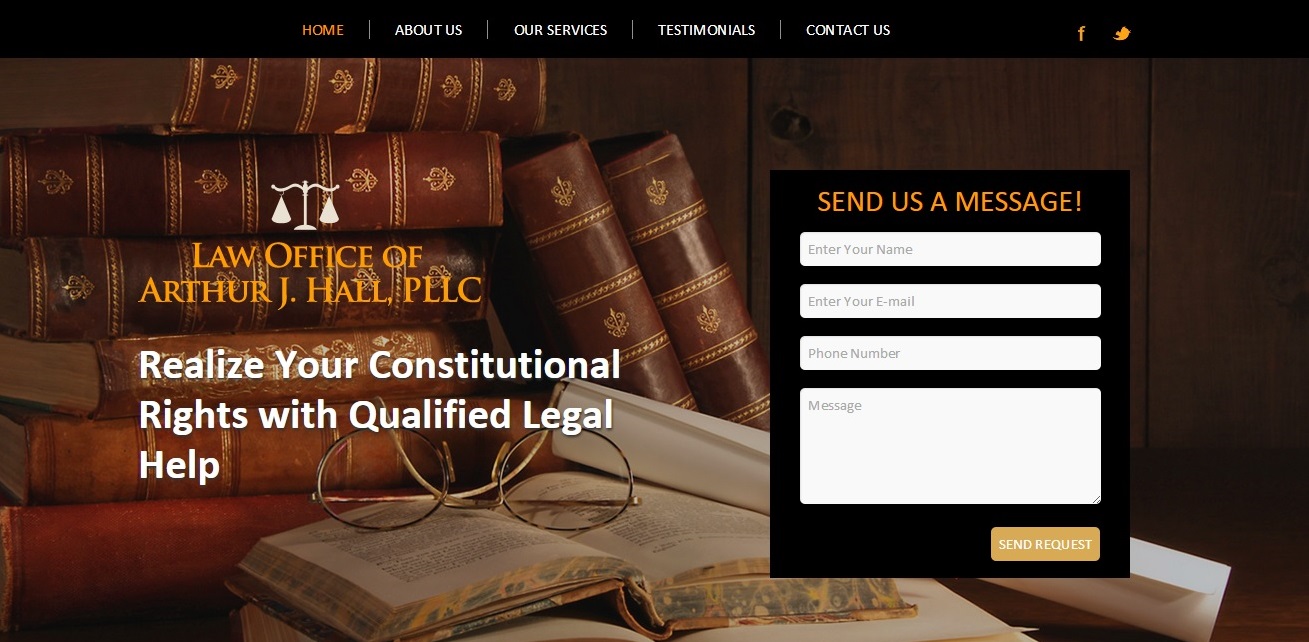 HOME
ABOUT US
OUR SERVICES
TESTIMONIALS
CONTACT US
f
Law Office of
Arthur J. Hall, PLLC
Realize Your Constitutional
Rights with Qualified Legal
Help
SEND US A MESSAGE!
Enter Your Name
Enter Your E-mail
Phone Number
Message
SEND REQUEST